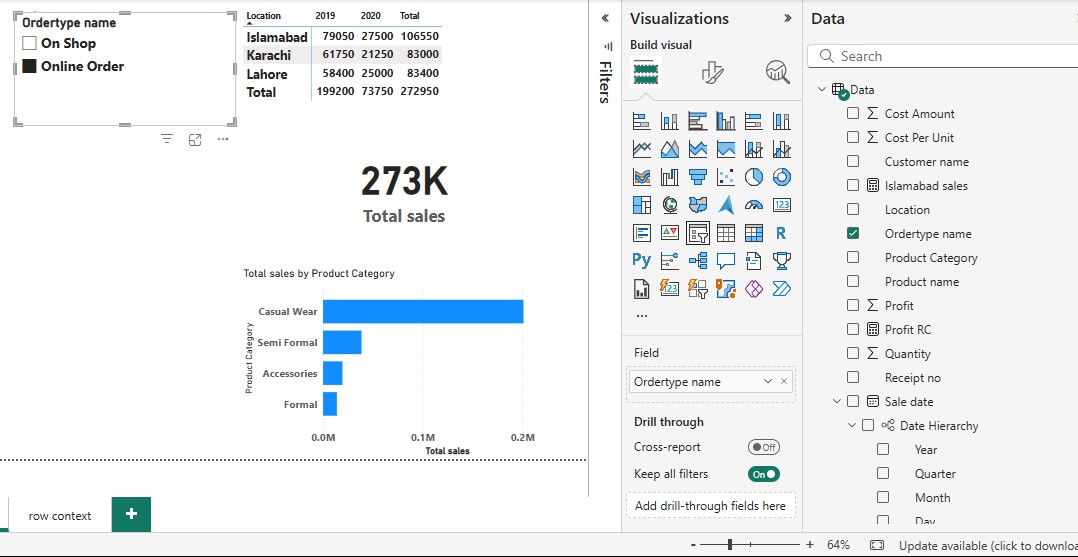 Ordertype name
On Shop
Online Order
Location 2019 2020 Total
Islamabad 79050 27500 106550
Karachi 61750 21250 83000
Lahore 58400 25000 83400
Total 199200 73750 272950
273K
Total sales
Total sales by Product Category
Product Category
Casual Wear
Semi Formal
Accessories
Formal
0.0M 0.1M 0.2M
Total sales
row context
+
Filters
Visualizations
Build visual
123
R
Py
123
...
Field
Ordertype name
Drill through
Cross-report
Off
Keep all filters
On
Add drill-through fields here
Data
Search
Data
Cost Amount
Cost Per Unit
Customer name
Islamabad sales
Location
Ordertype name
Product Category
Product name
Profit
Profit RC
Quantity
Receipt no
Sale date
Date Hierarchy
Year
Quarter
Month
Day
- + 64% Update available (click to downloa